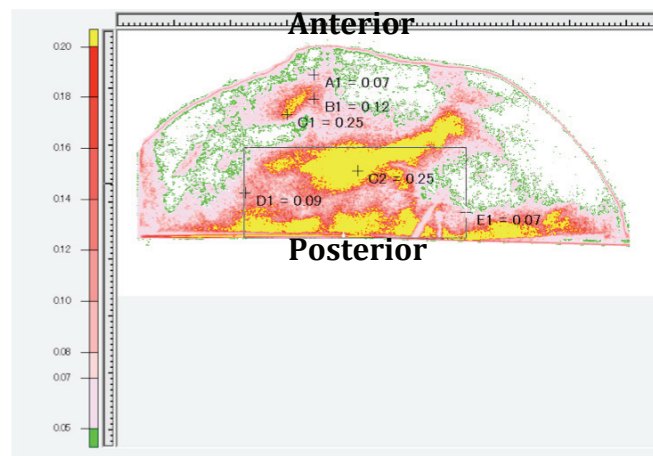 Anterior
0.20
0.18
0.16
0.14
0.12
0.10
0.08
0.07
0.05
A1 = 0.07
B1 = 0.12
C1 = 0.25
C2 = 0.25
D1 = 0.09
E1 = 0.07
Posterior